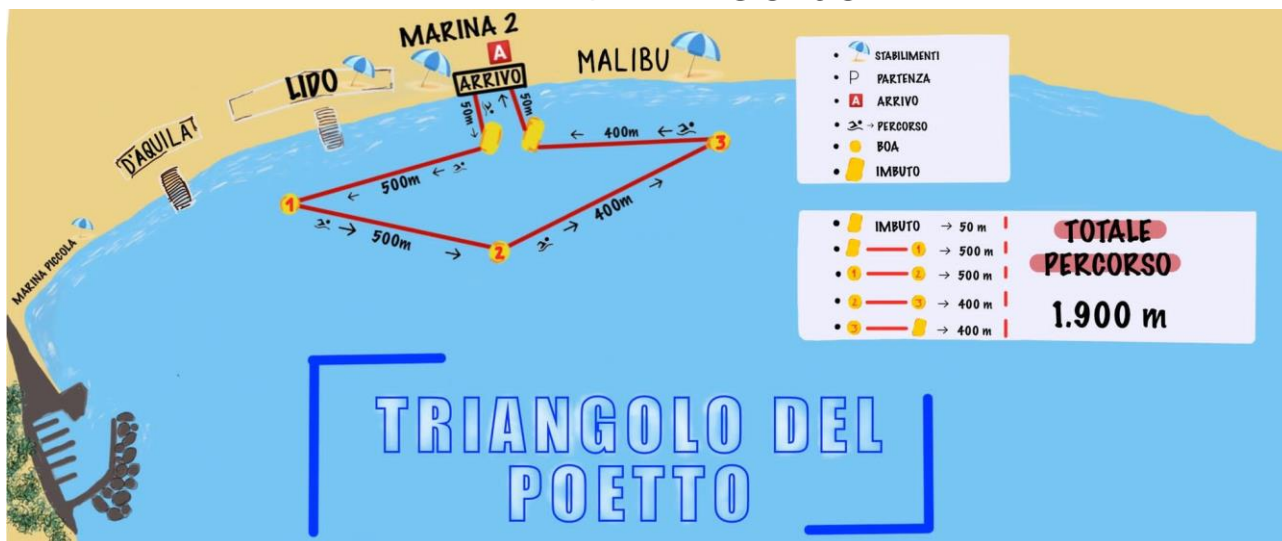 MARINA 2
A
ARRIVO
MALIBU
LIDO
D'AQUILA
MARINA PICCOLA
50m
50m
400m
3
500m
1
500m
2
400m
STABILIMENTI
P PARTENZA
A ARRIVO
→ PERCORSO
BOA
IMBUTO
IMBUTO → 50 m
1 → 500 m
1 2 → 500 m
2 3 → 400 m
3 → 400 m
TOTALE
PERCORSO
1.900 m
TRIANGOLO DEL
POETTO